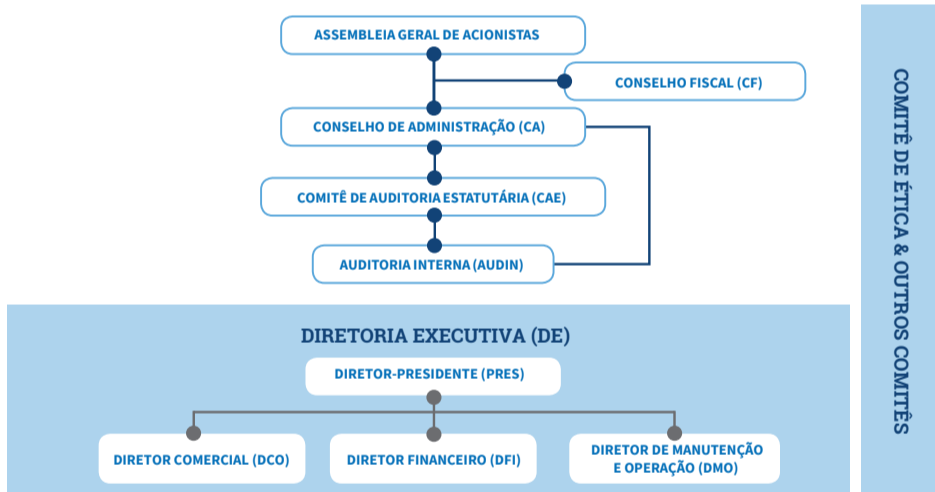 ASSEMBLEIA GERAL DE ACIONISTAS
CONSELHO FISCAL (CF)
CONSELHO DE ADMINISTRAÇÃO (CA)
COMITÊ DE AUDITORIA ESTATUTÁRIA (CAE)
AUDITORIA INTERNA (AUDIN)
DIRETORIA EXECUTIVA (DE)
DIRETOR-PRESIDENTE (PRES)
DIRETOR COMERCIAL (DCO)
DIRETOR FINANCEIRO (DFI)
DIRETOR DE MANUTENÇÃO
E OPERAÇÃO (DMO)
COMITÊ DE ÉTICA & OUTROS COMITÊS